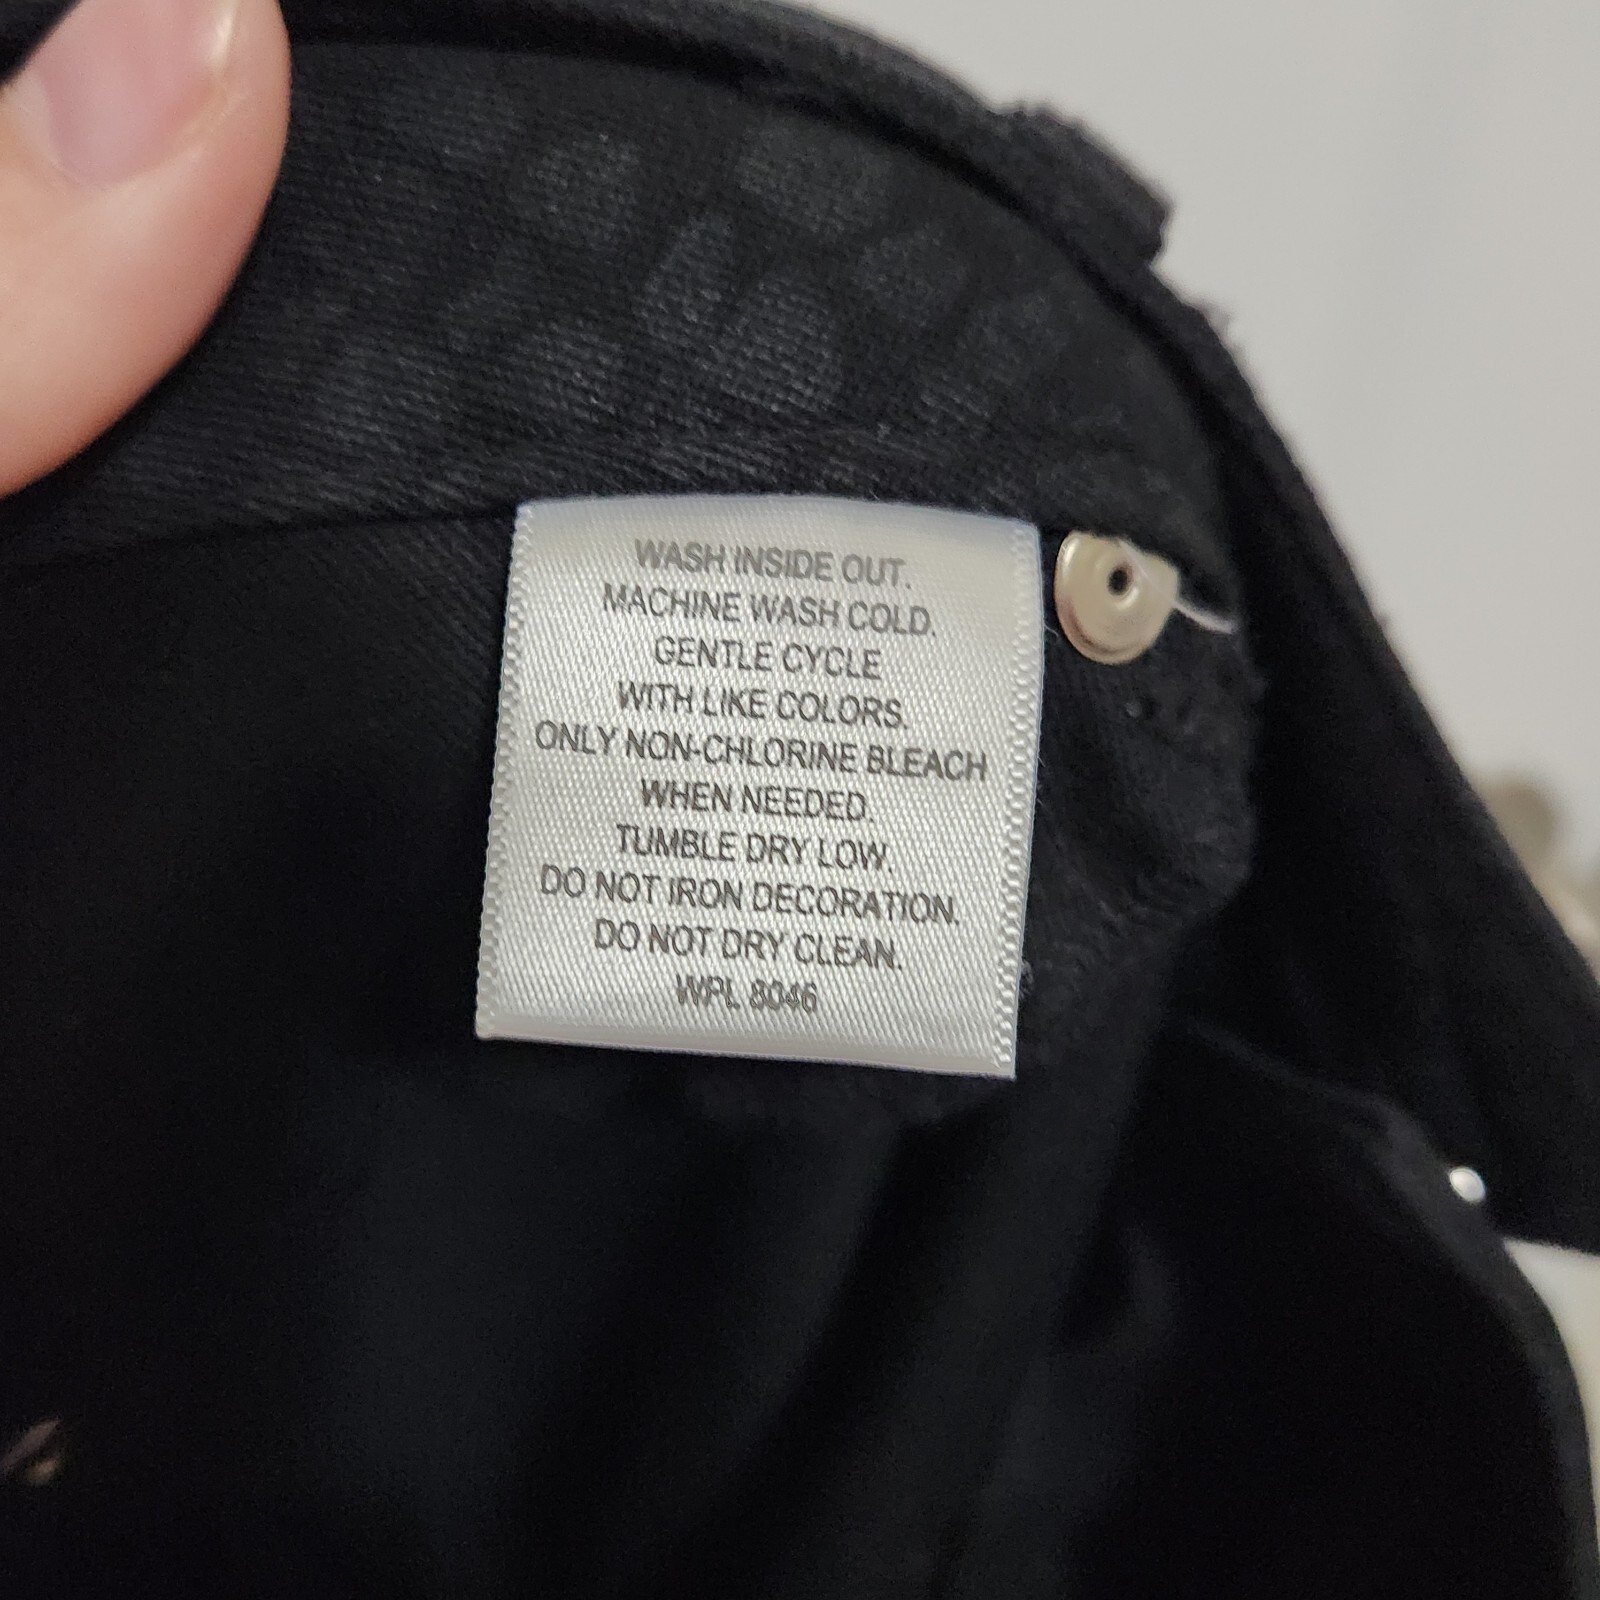 WASH INSIDE OUT.
MACHINE WASH COLD.
GENTLE CYCLE
WITH LIKE COLORS.
ONLY NON-CHLORINE BLEACH
WHEN NEEDED.
TUMBLE DRY LOW.
DO NOT IRON DECORATION.
DO NOT DRY CLEAN.
WPL 8046